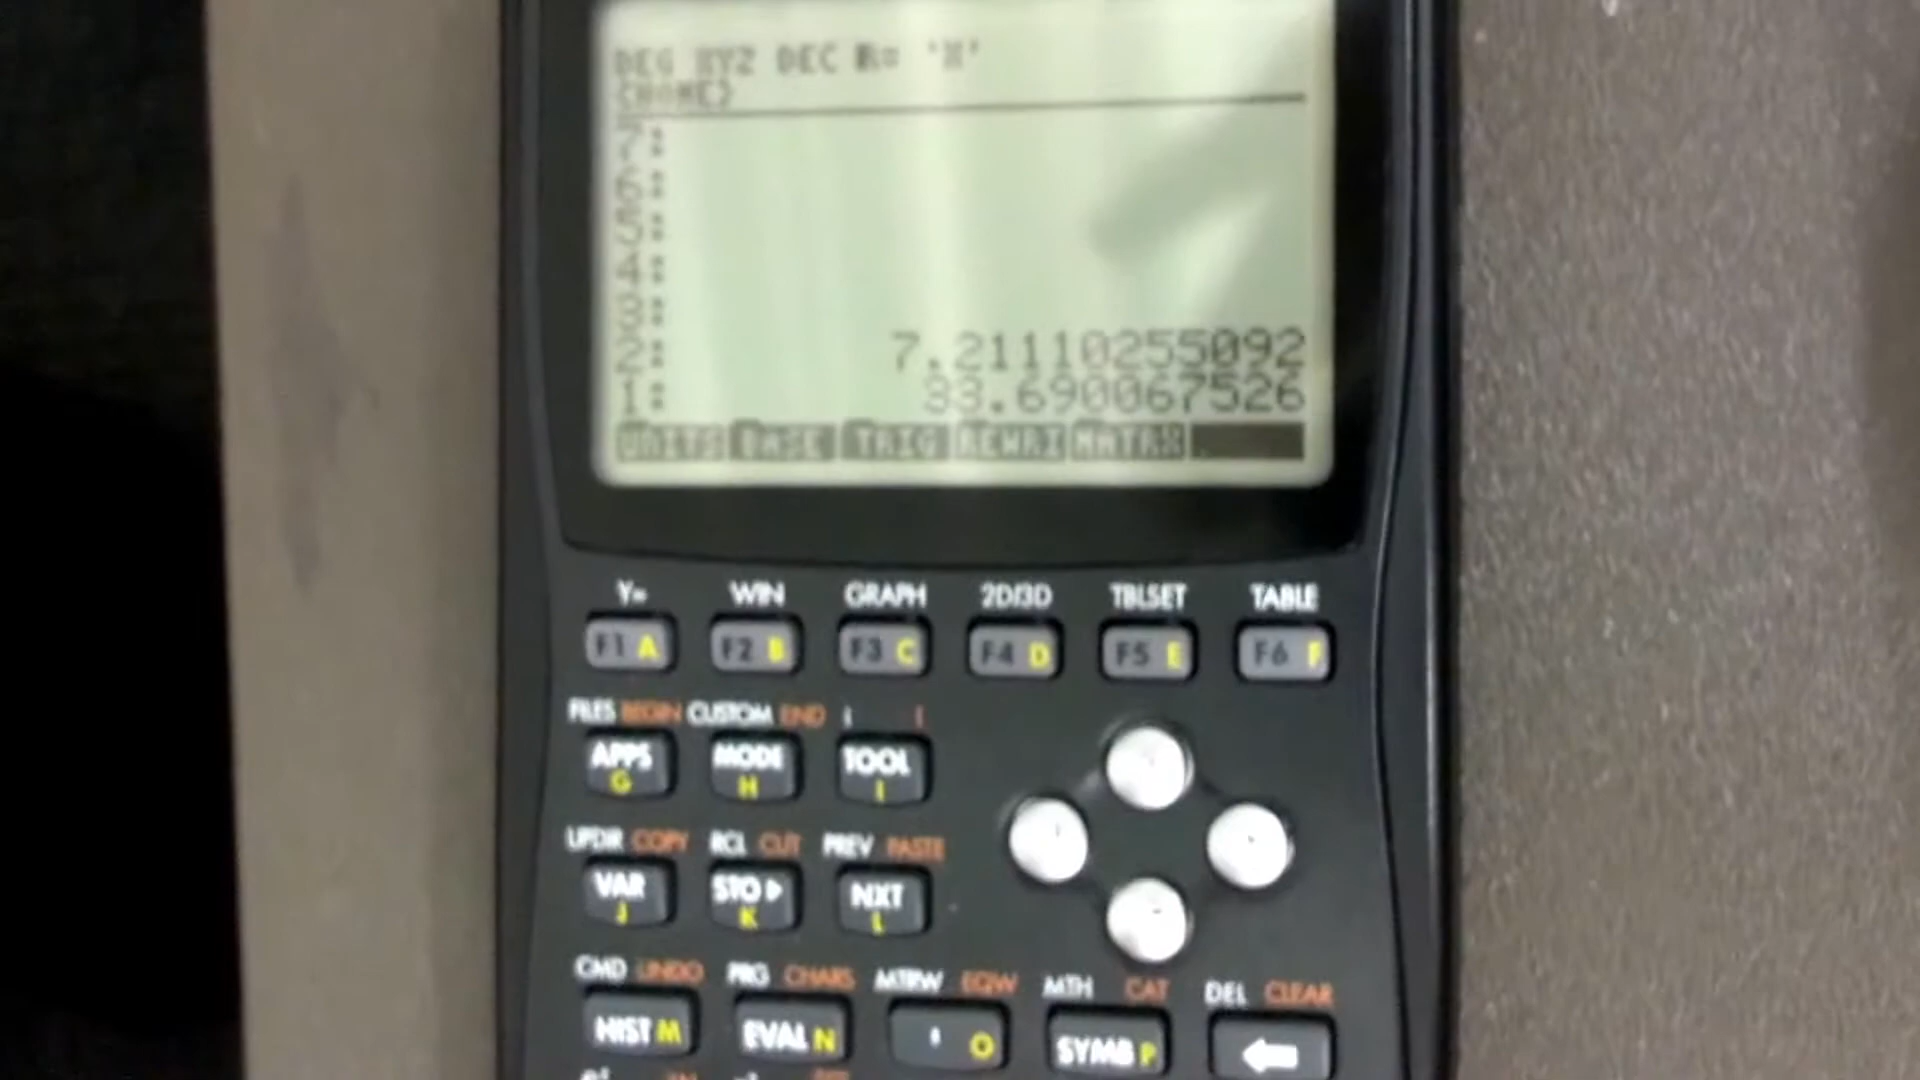 DEG XYZ DEC R= 'X'
{HOME}
7:
6:
5:
4:
3:
2: 7.21110255092
1: 33.690067526
UNITS BASE TRIG REWRI MATRX
Y= WIN GRAPH 2D/3D TBLSET TABLE
F1 A F2 B F3 C F4 D F5 E F6 F
FILES BEGIN CUSTOM END i I
APPS G MODE H TOOL I
UPDIR COPY RCL CUT PREV PASTE
VAR J STO▷ K NXT L
CMD UNDO PRG CHARS MTRW EQW MTH CAT DEL CLEAR
HIST M EVAL N ' O SYMB P ⇐